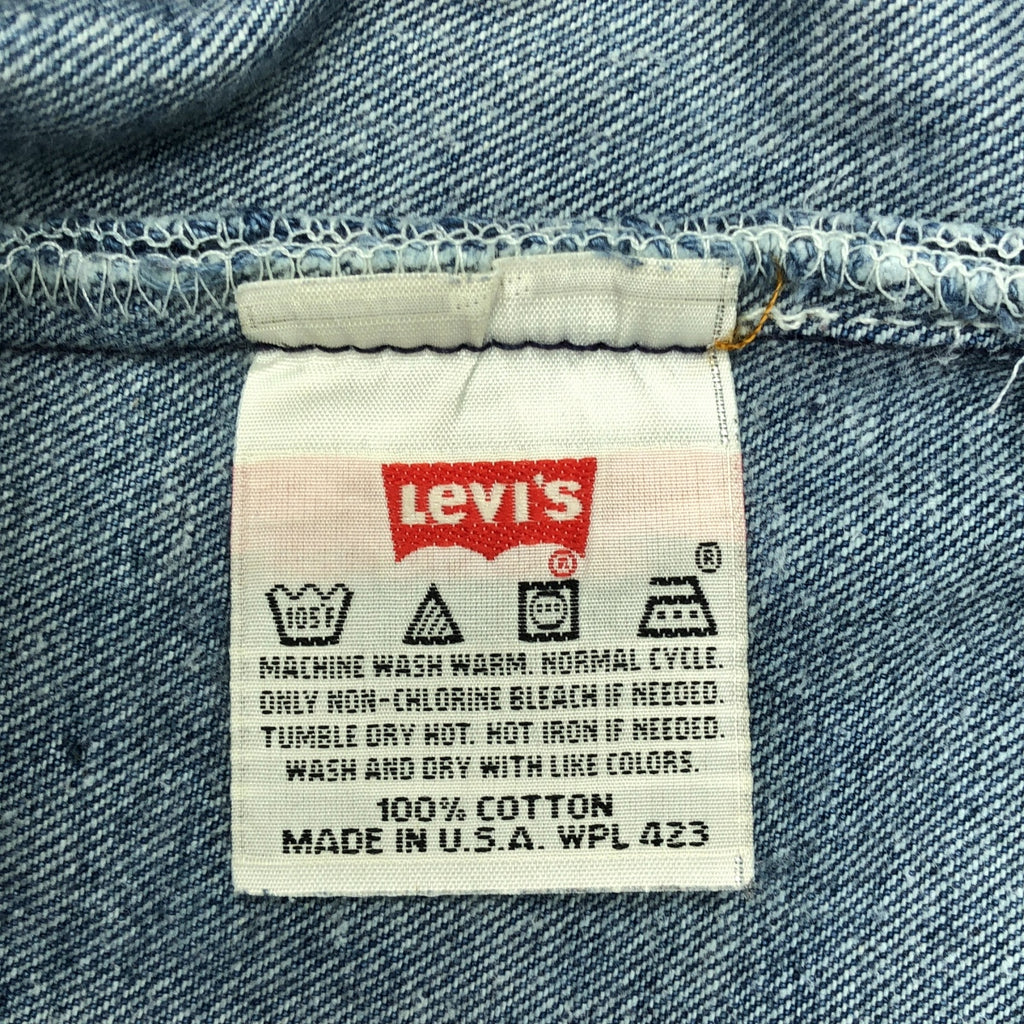 LEVI'S
®
®
105F
MACHINE WASH WARM. NORMAL CYCLE.
ONLY NON-CHLORINE BLEACH IF NEEDED.
TUMBLE DRY HOT. HOT IRON IF NEEDED.
WASH AND DRY WITH LIKE COLORS.
100% COTTON
MADE IN U.S.A. WPL 423